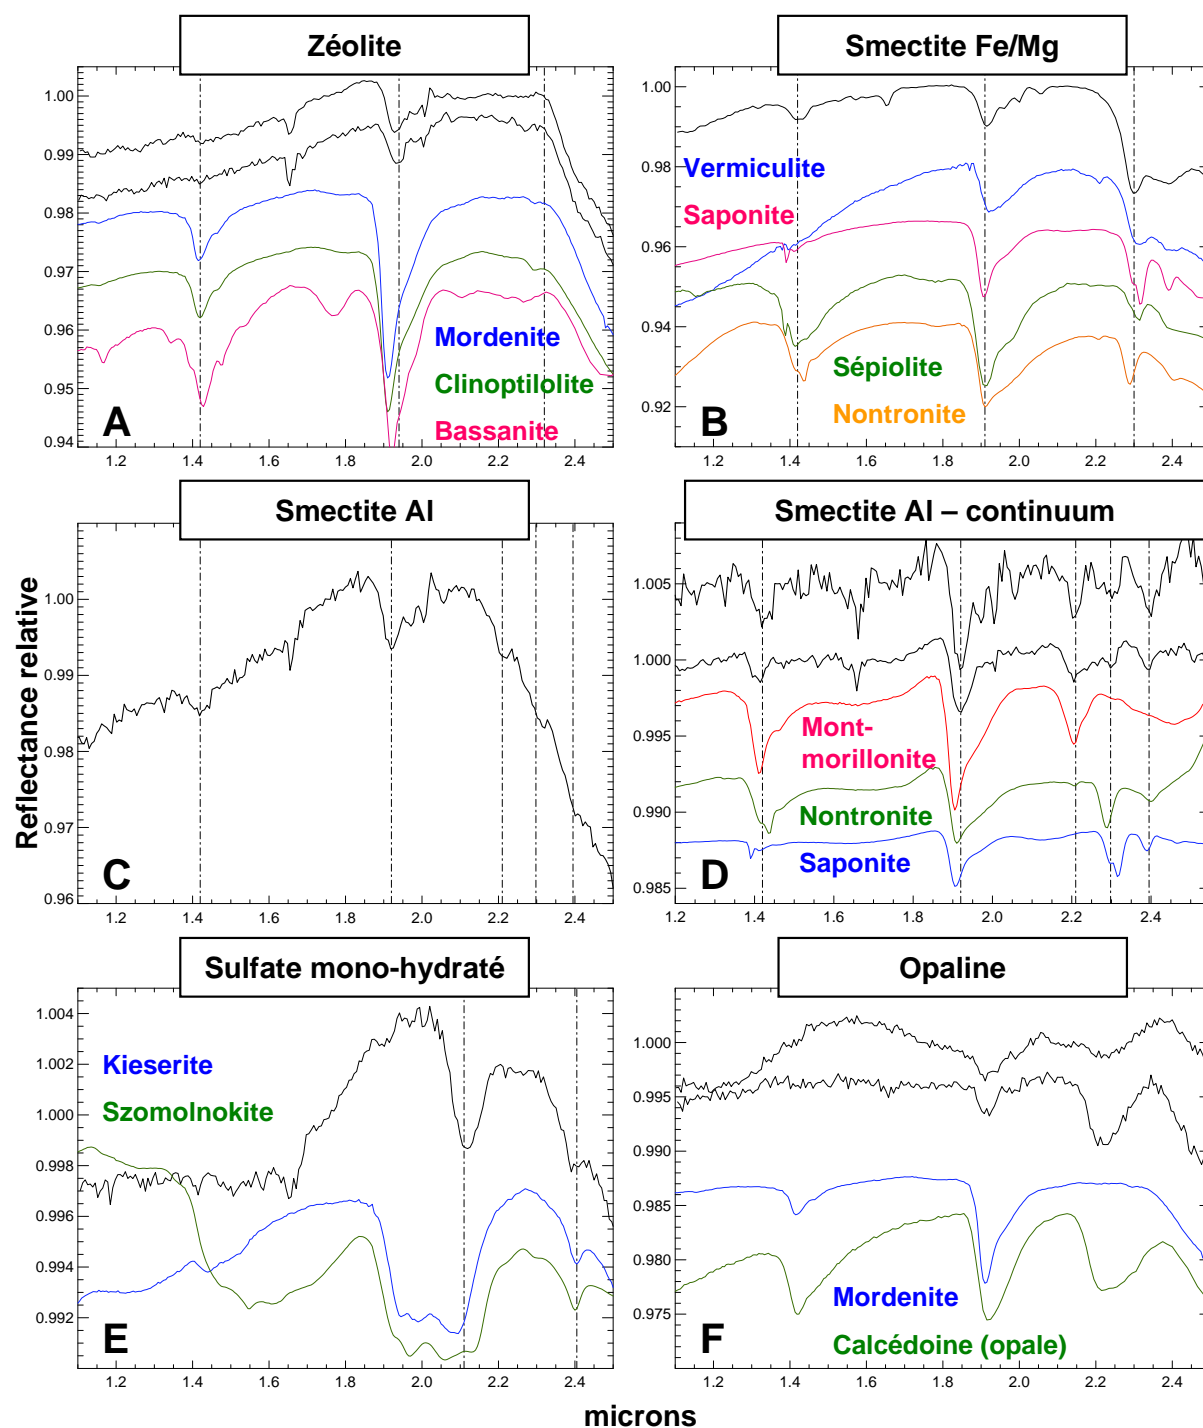 Zéolite
Smectite Fe/Mg
1.00
0.99
0.98
0.97
0.96
0.95
0.94
Mordenite
Clinoptilolite
Bassanite
A
1.2 1.4 1.6 1.8 2.0 2.2 2.4
1.00
0.98
0.96
0.94
0.92
Vermiculite
Saponite
Sépiolite
Nontronite
B
1.2 1.4 1.6 1.8 2.0 2.2 2.4
Smectite Al
Smectite Al – continuum
Reflectance relative
1.00
0.99
0.98
0.97
0.96
C
1.2 1.4 1.6 1.8 2.0 2.2 2.4
1.005
1.000
0.995
0.990
0.985
Mont-
morillonite
Nontronite
Saponite
D
1.2 1.4 1.6 1.8 2.0 2.2 2.4
Sulfate mono-hydraté
Opaline
1.004
1.002
1.000
0.998
0.996
0.994
0.992
Kieserite
Szomolnokite
E
1.2 1.4 1.6 1.8 2.0 2.2 2.4
1.000
0.995
0.990
0.985
0.980
0.975
Mordenite
Calcédoine (opale)
F
1.2 1.4 1.6 1.8 2.0 2.2 2.4
microns